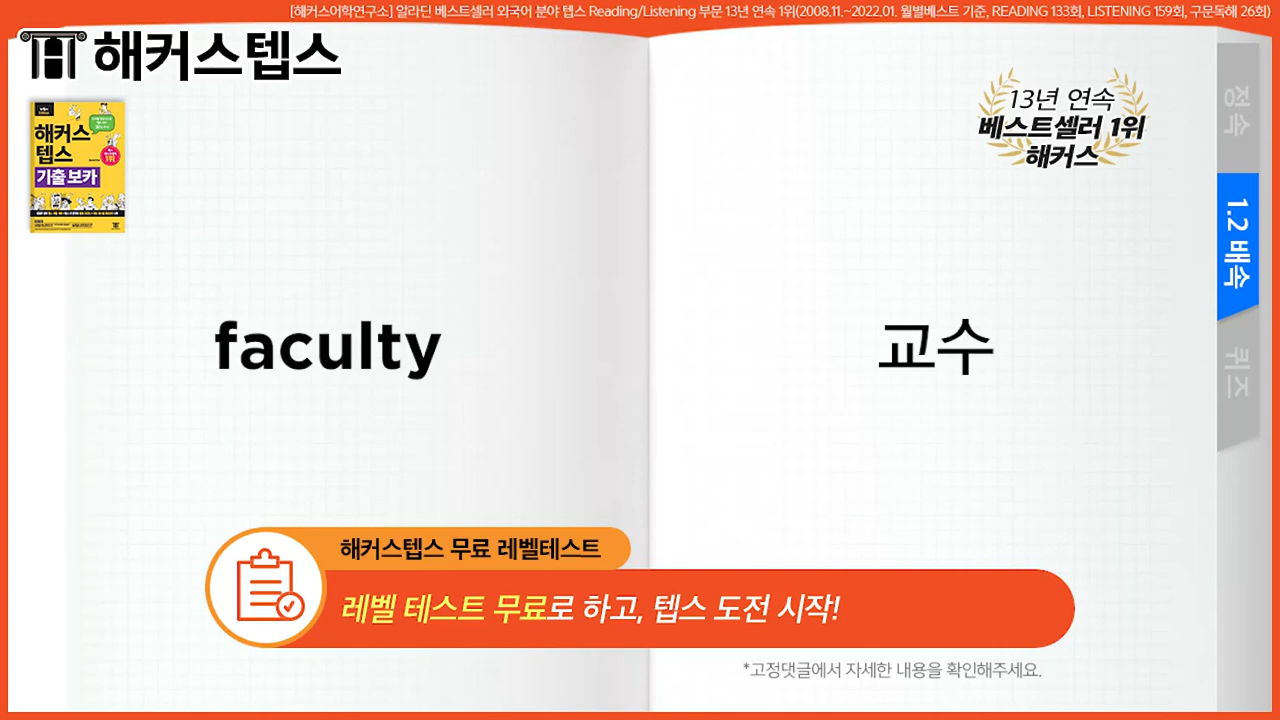 [해커스어학연구소] 알라딘 베스트셀러 외국어 분야 텝스 Reading/Listening 부문 13년 연속 1위(2008.11.~2022.01. 월별베스트 기준, READING 133회, LISTENING 159회, 구문독해 26회)
해커스텝스
해커스
텝스
기출 보카
13년 연속
베스트셀러 1위
해커스
정속
1.2 배속
퀴즈
faculty
교수
해커스텝스 무료 레벨테스트
레벨 테스트 무료로 하고, 텝스 도전 시작!
*고정댓글에서 자세한 내용을 확인해주세요.